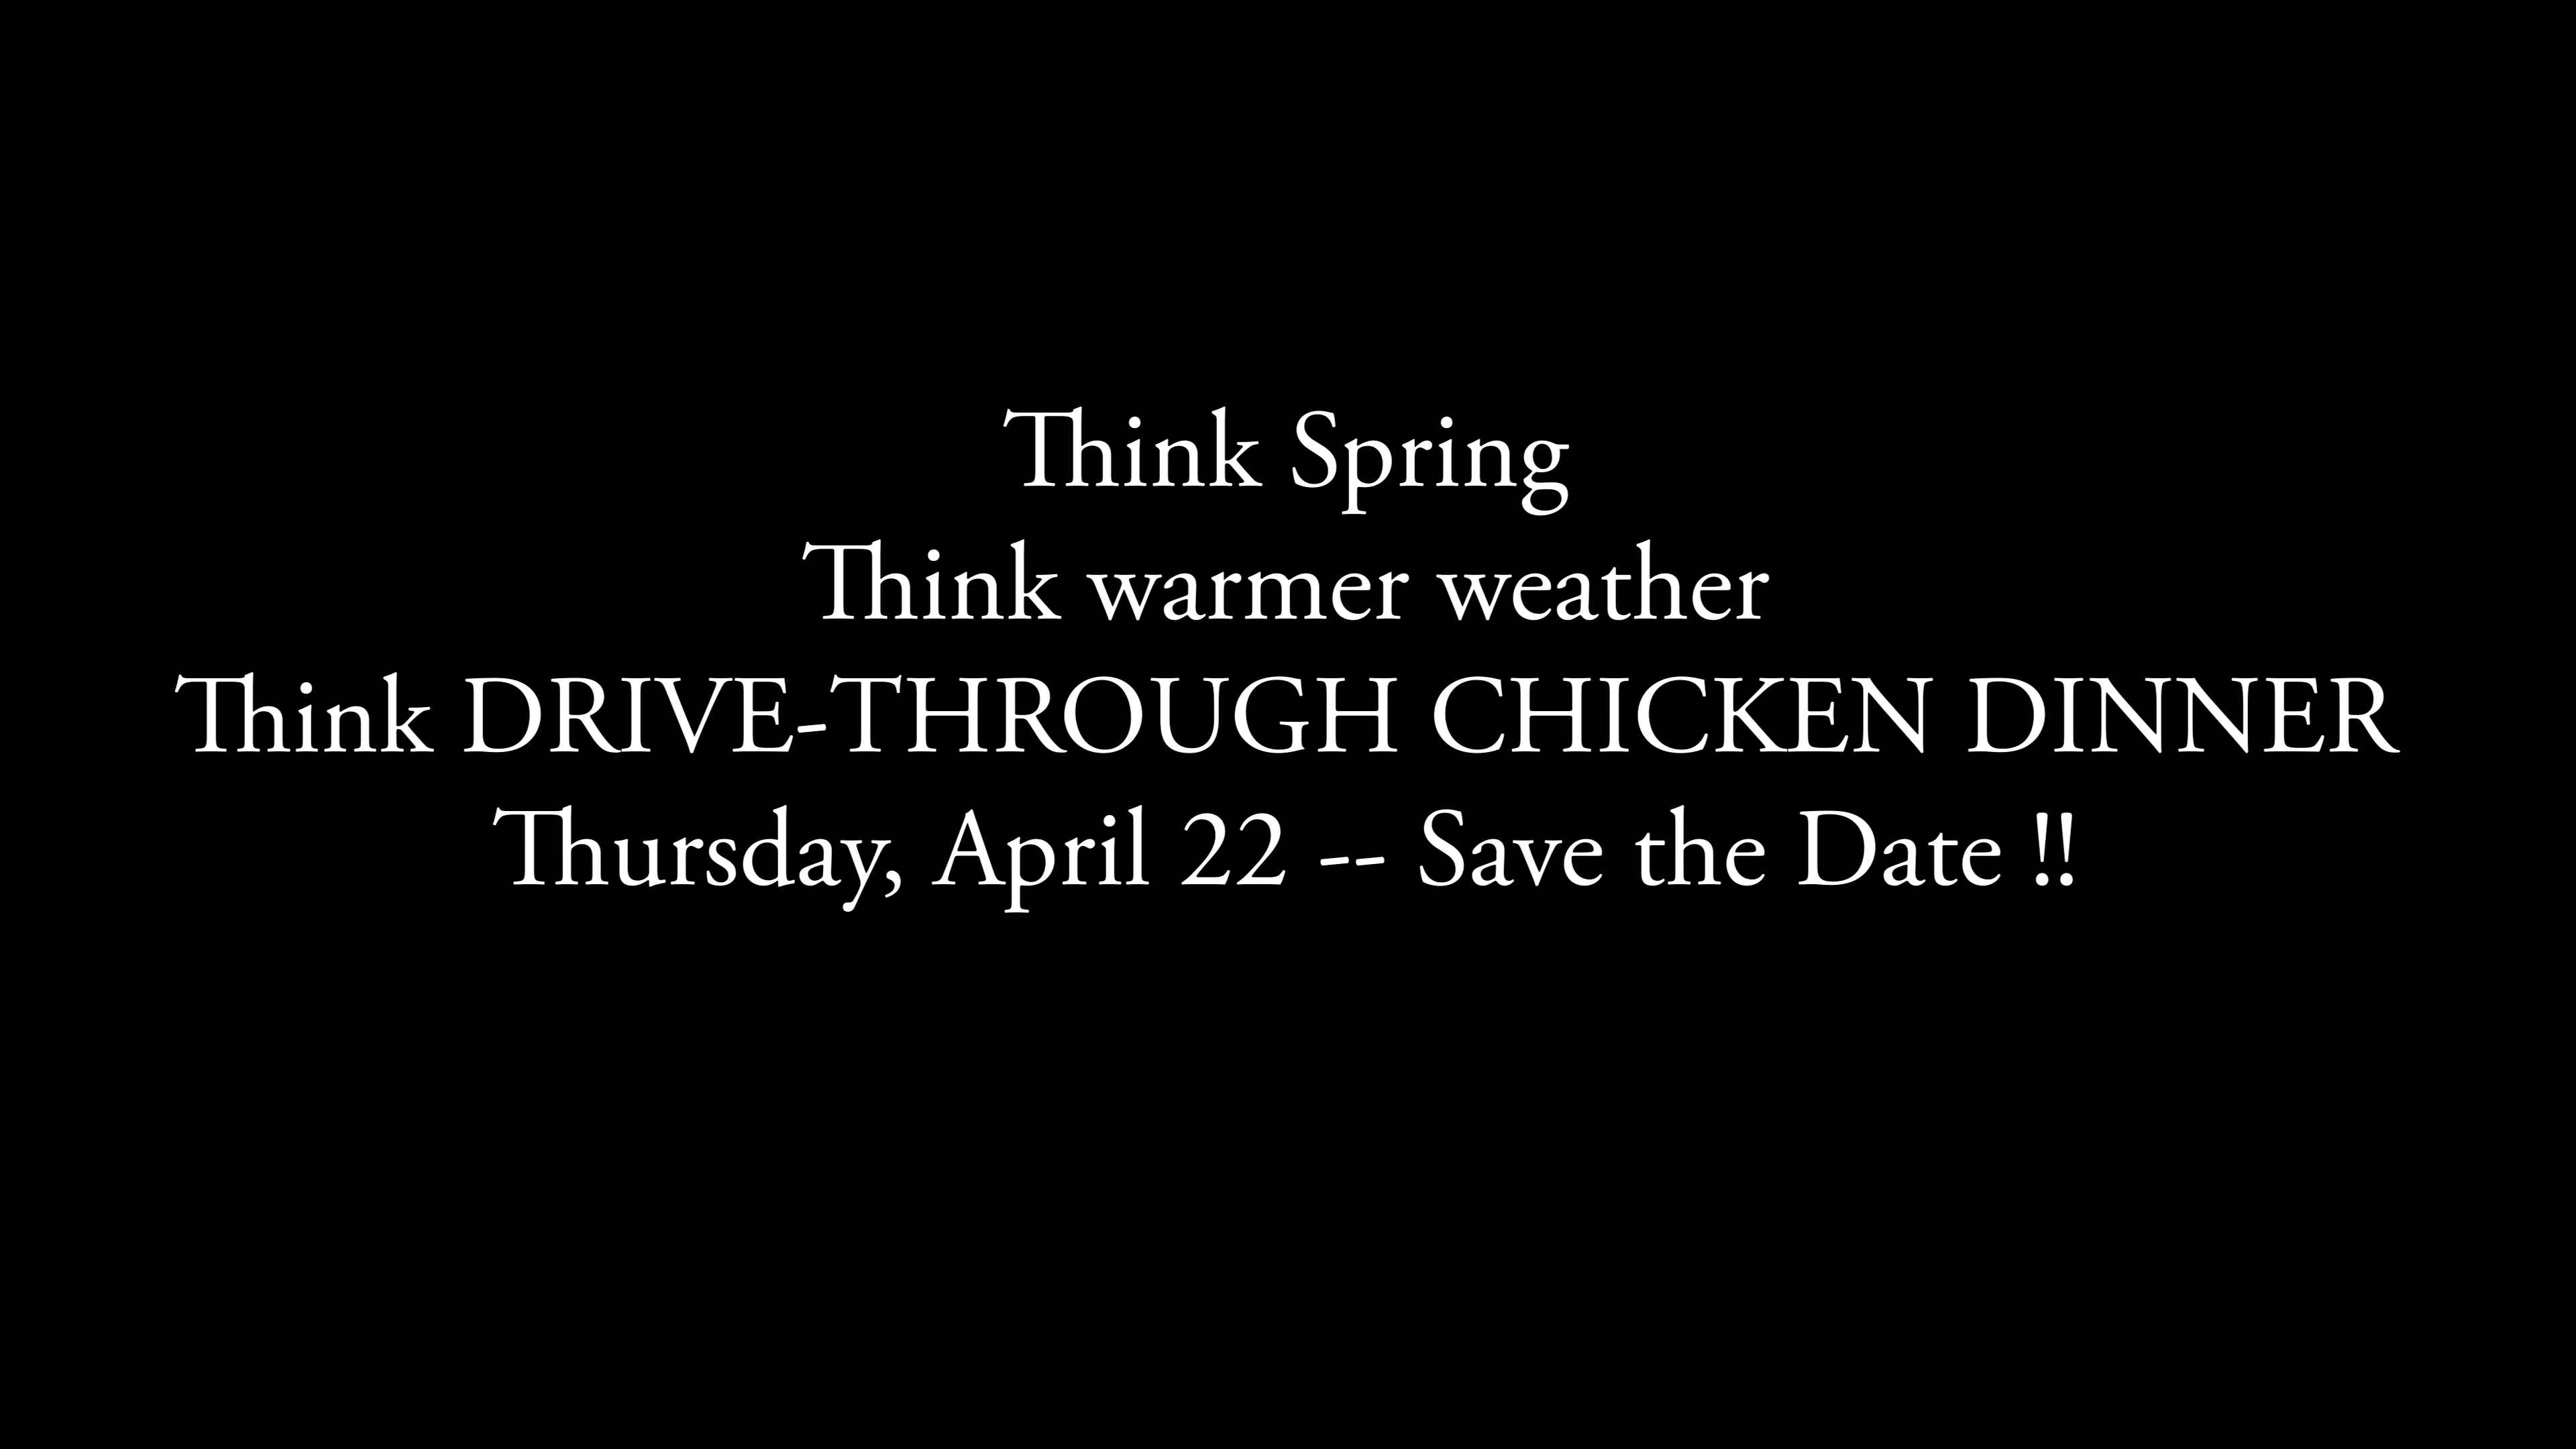 Think Spring
Think warmer weather
Think DRIVE-THROUGH CHICKEN DINNER
Thursday, April 22 -- Save the Date !!